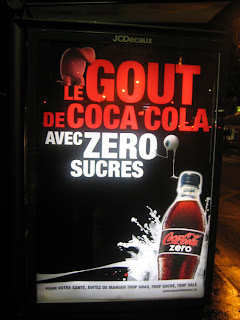 JCDecaux
LE GOUT
DE COCA-COLA
AVEC ZERO
SUCRES
Coca-Cola
zero
POUR VOTRE SANTÉ, ÉVITEZ DE MANGER TROP GRAS, TROP SUCRÉ, TROP SALÉ